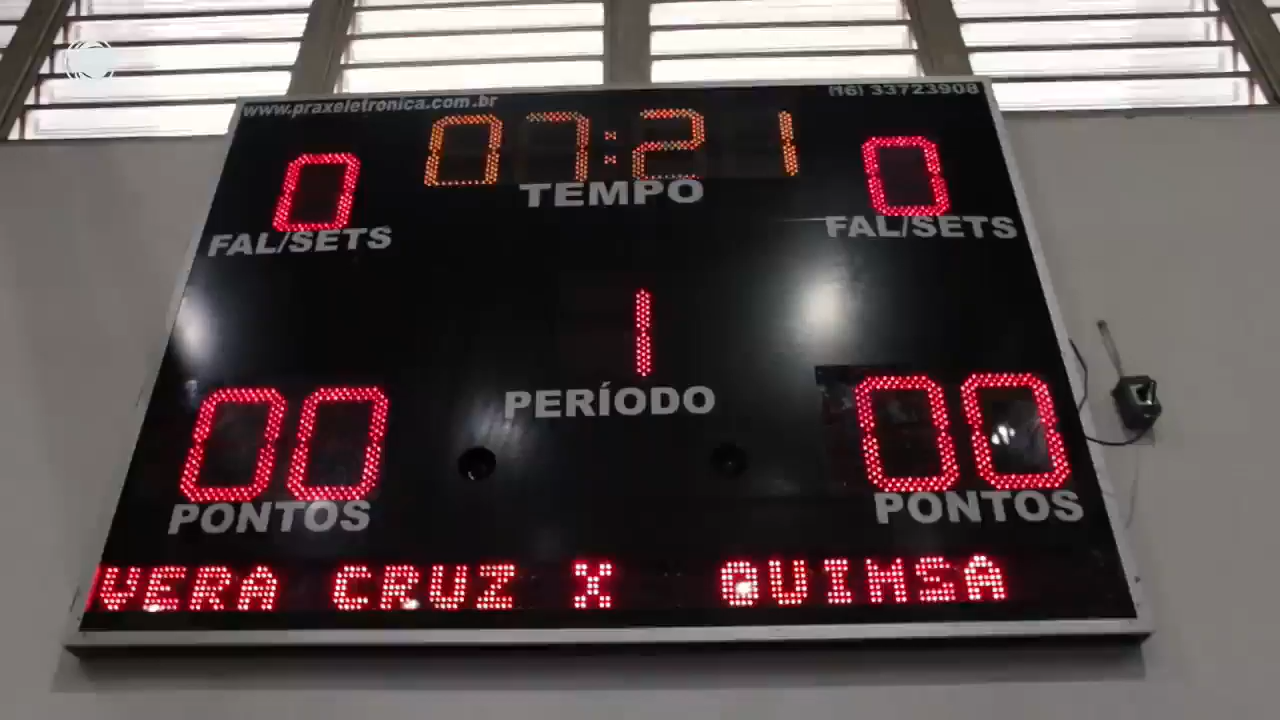 www.praxeletronica.com.br
(16) 33723908
07:21
TEMPO
0
FAL/SETS
0
FAL/SETS
1
PERÍODO
00
PONTOS
00
PONTOS
VERA CRUZ X QUIMSA